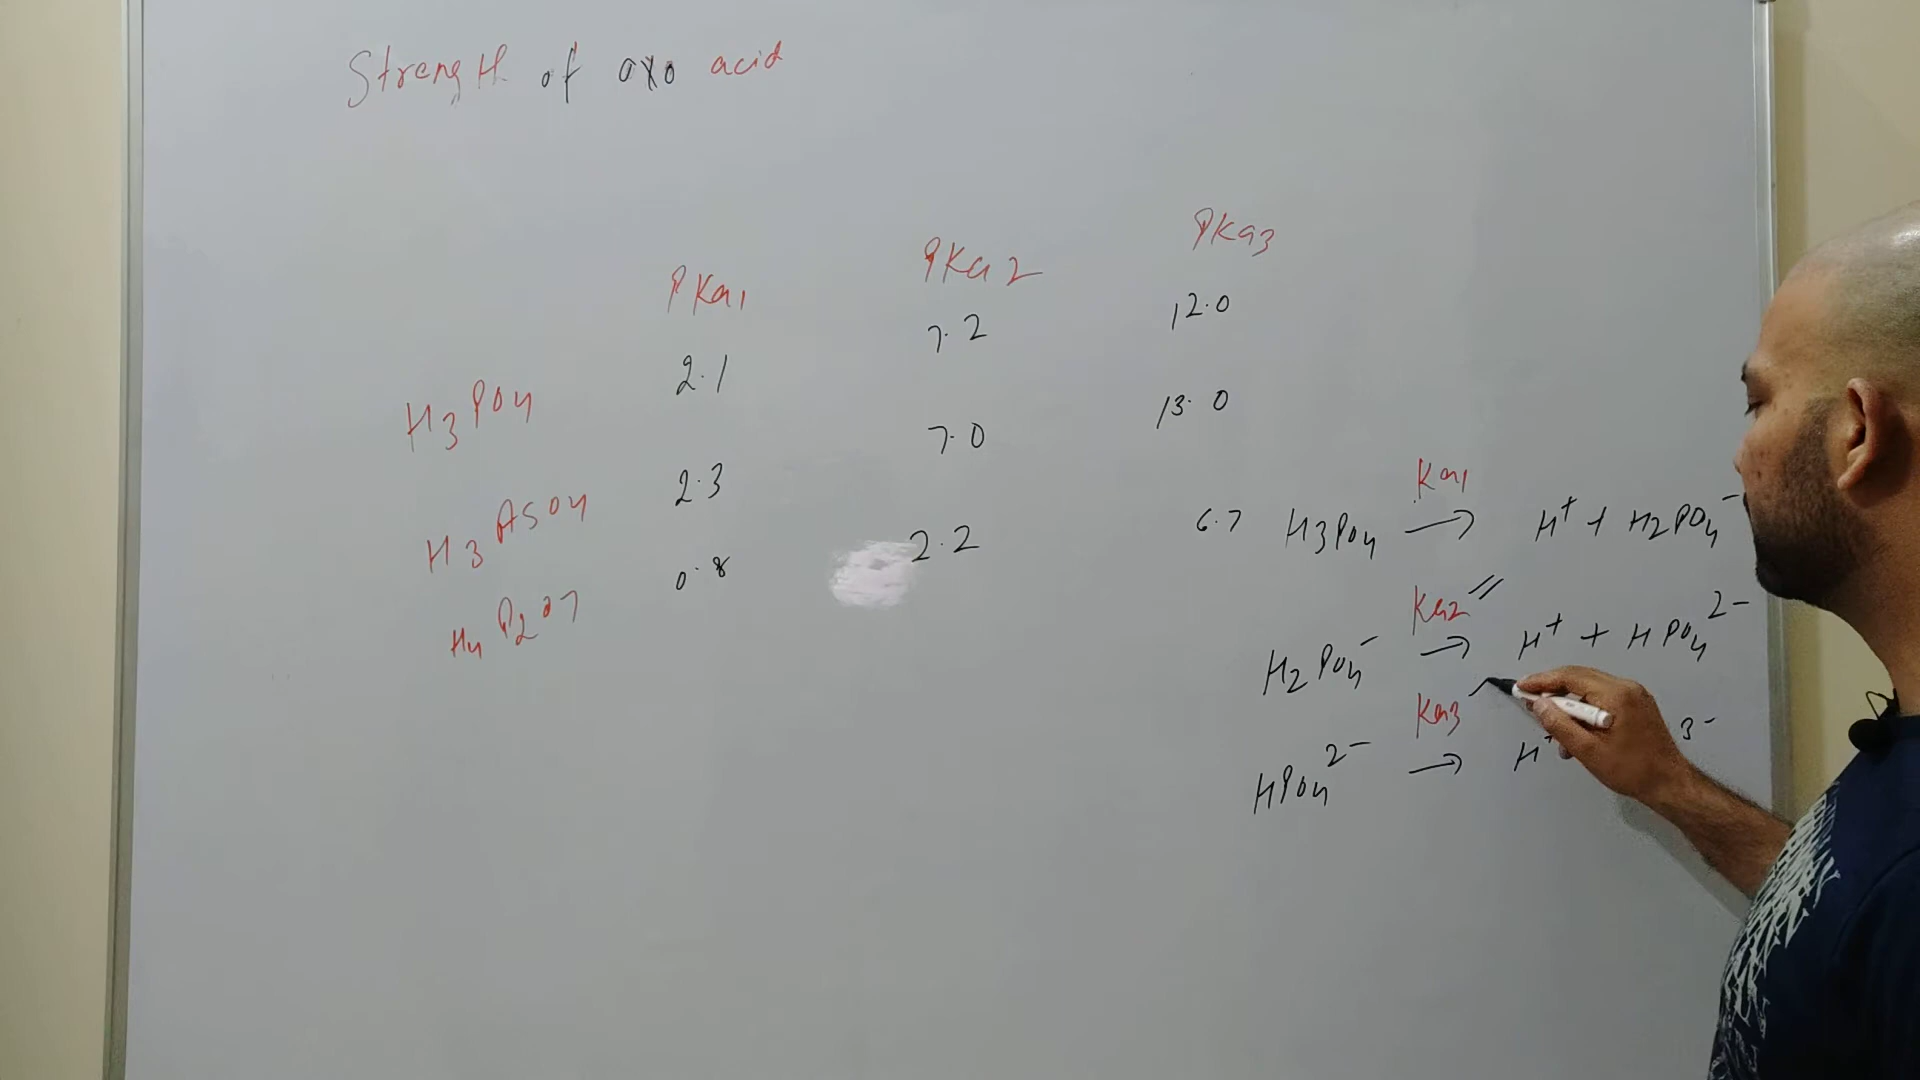 Strength of oxo acid
PKa1 PKa2 PKa3
H3PO4 2.1 7.2 12.0
H3AsO4 2.3 7.0 13.0
H4P2O7 0.8 2.2 6.7
Ka1
H3PO4 → H+ + H2PO4-
Ka2 //
H2PO4- → H+ + HPO4 2-
Ka3
HPO4 2- → H+ 3-